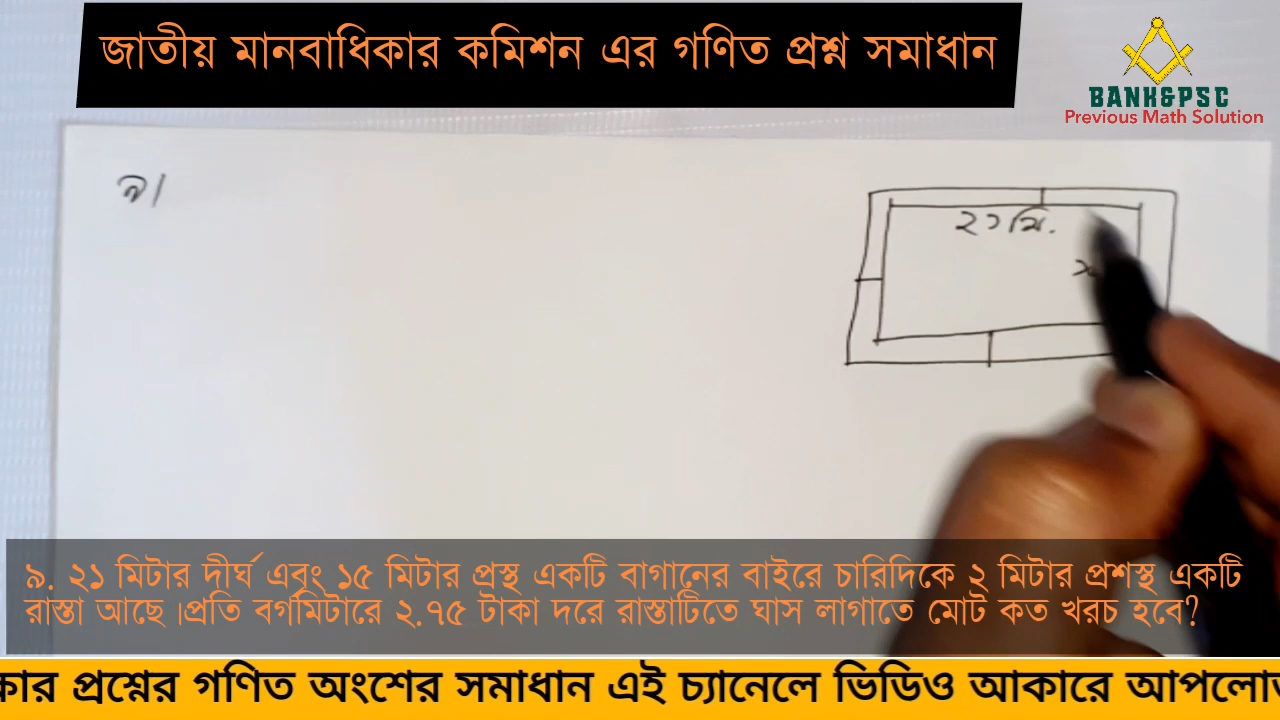 জাতীয় মানবাধিকার কমিশন এর গণিত প্রশ্ন সমাধান
BANK&PSC
Previous Math Solution
৯।
২১ মি.
৯. ২১ মিটার দীর্ঘ এবং ১৫ মিটার প্রস্থ একটি বাগানের বাইরে চারিদিকে ২ মিটার প্রশস্থ একটি
রাস্তা আছে।প্রতি বর্গমিটারে ২.৭৫ টাকা দরে রাস্তাটিতে ঘাস লাগাতে মোট কত খরচ হবে?
প্রশ্নের গণিত অংশের সমাধান এই চ্যানেলে ভিডিও আকারে